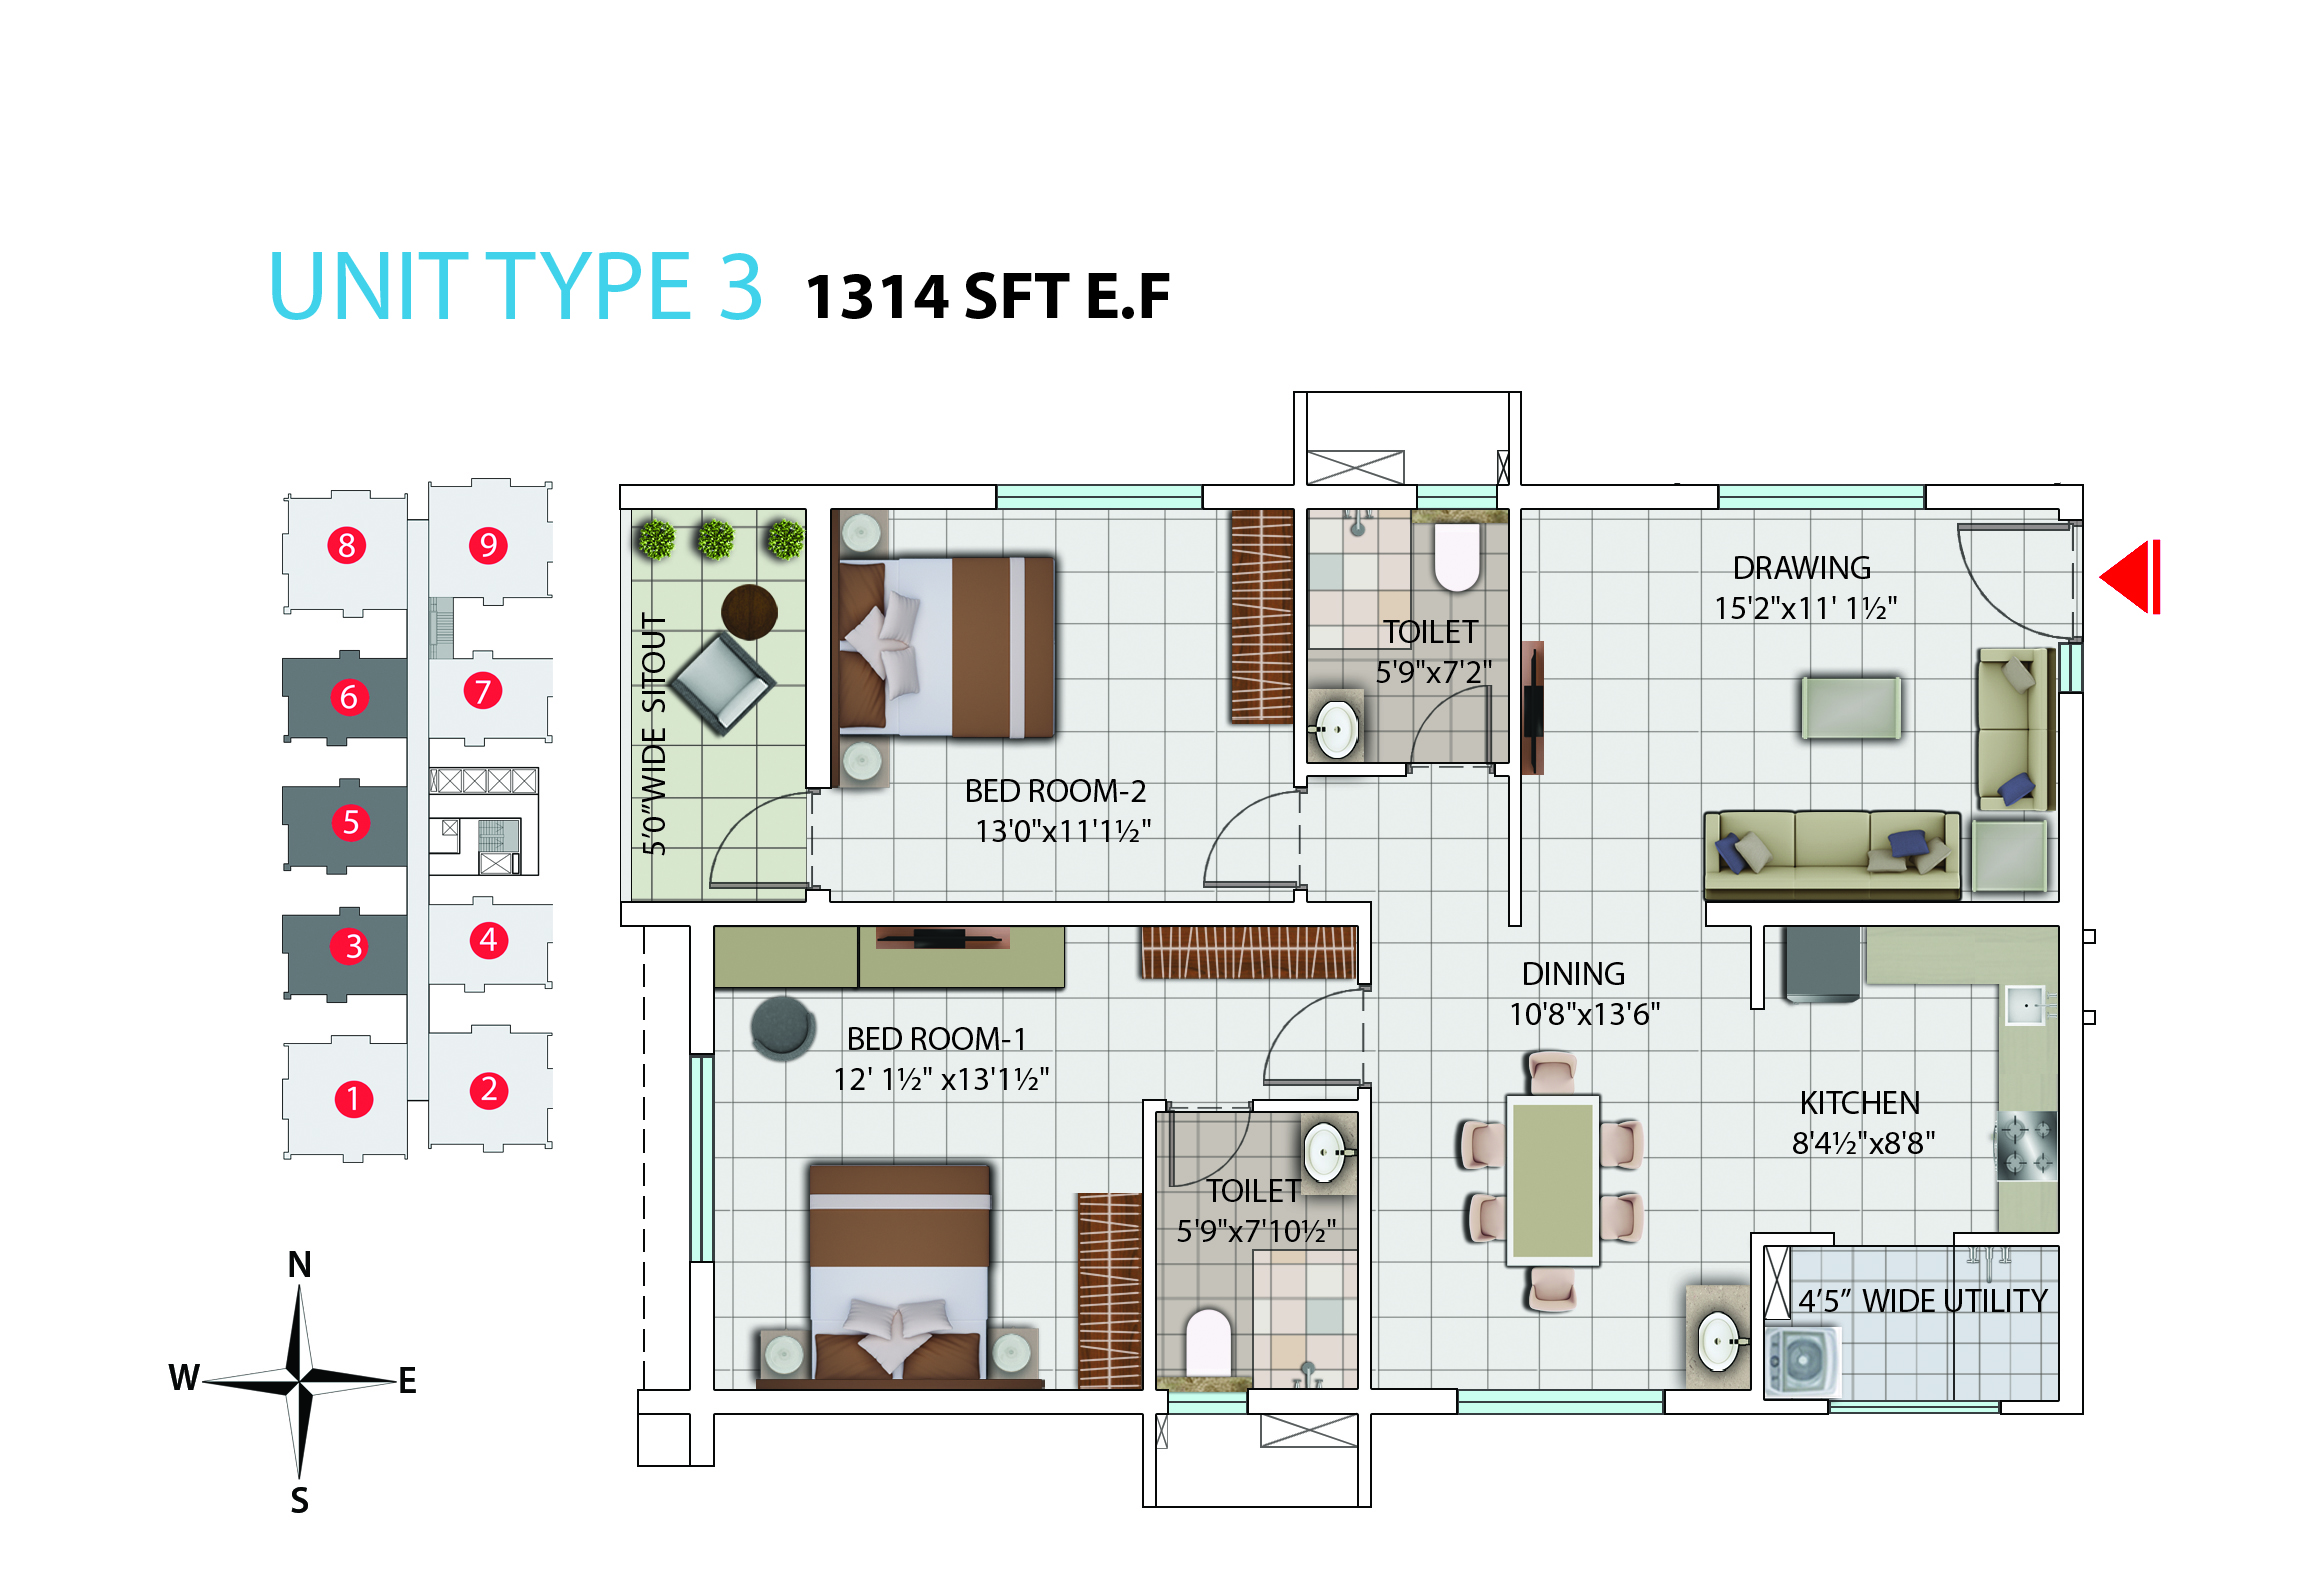 UNIT TYPE 3 1314 SFT E.F
8
9
6
7
5
3
4
1
2
N
W
E
S
5'0"WIDE SITOUT
BED ROOM-2
13'0"x11'1½"
TOILET
5'9"x7'2"
DRAWING
15'2"x11' 1½"
BED ROOM-1
12' 1½" x13'1½"
DINING
10'8"x13'6"
KITCHEN
8'4½"x8'8"
TOILET
5'9"x7'10½"
4'5" WIDE UTILITY